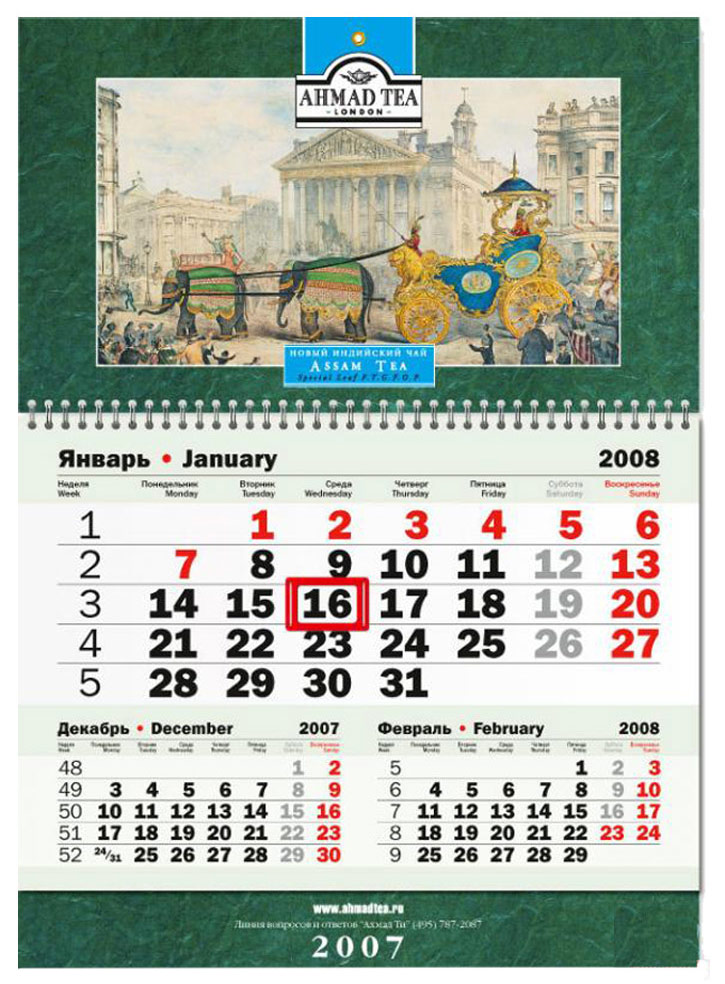 AHMAD TEA
- LONDON -
НОВЫЙ ИНДИЙСКИЙ ЧАЙ
ASSAM TEA
Special Leaf F.T.G.F.O.P
Январь • January 2008
Неделя Понедельник Вторник Среда Четверг Пятница Суббота Воскресенье
Week Monday Tuesday Wednesday Thursday Friday Saturday Sunday
1 1 2 3 4 5 6
2 7 8 9 10 11 12 13
3 14 15 16 17 18 19 20
4 21 22 23 24 25 26 27
5 28 29 30 31
Декабрь • December 2007
Неделя Понедельник Вторник Среда Четверг Пятница Суббота Воскресенье
Week Monday Tuesday Wednesday Thursday Friday Saturday Sunday
48 1 2
49 3 4 5 6 7 8 9
50 10 11 12 13 14 15 16
51 17 18 19 20 21 22 23
52 24/31 25 26 27 28 29 30
Февраль • February 2008
Неделя Понедельник Вторник Среда Четверг Пятница Суббота Воскресенье
Week Monday Tuesday Wednesday Thursday Friday Saturday Sunday
5 1 2 3
6 4 5 6 7 8 9 10
7 11 12 13 14 15 16 17
8 18 19 20 21 22 23 24
9 25 26 27 28 29
www.ahmadtea.ru
Линия вопросов и ответов "Ахмад Ти" (495) 787-2087
2007